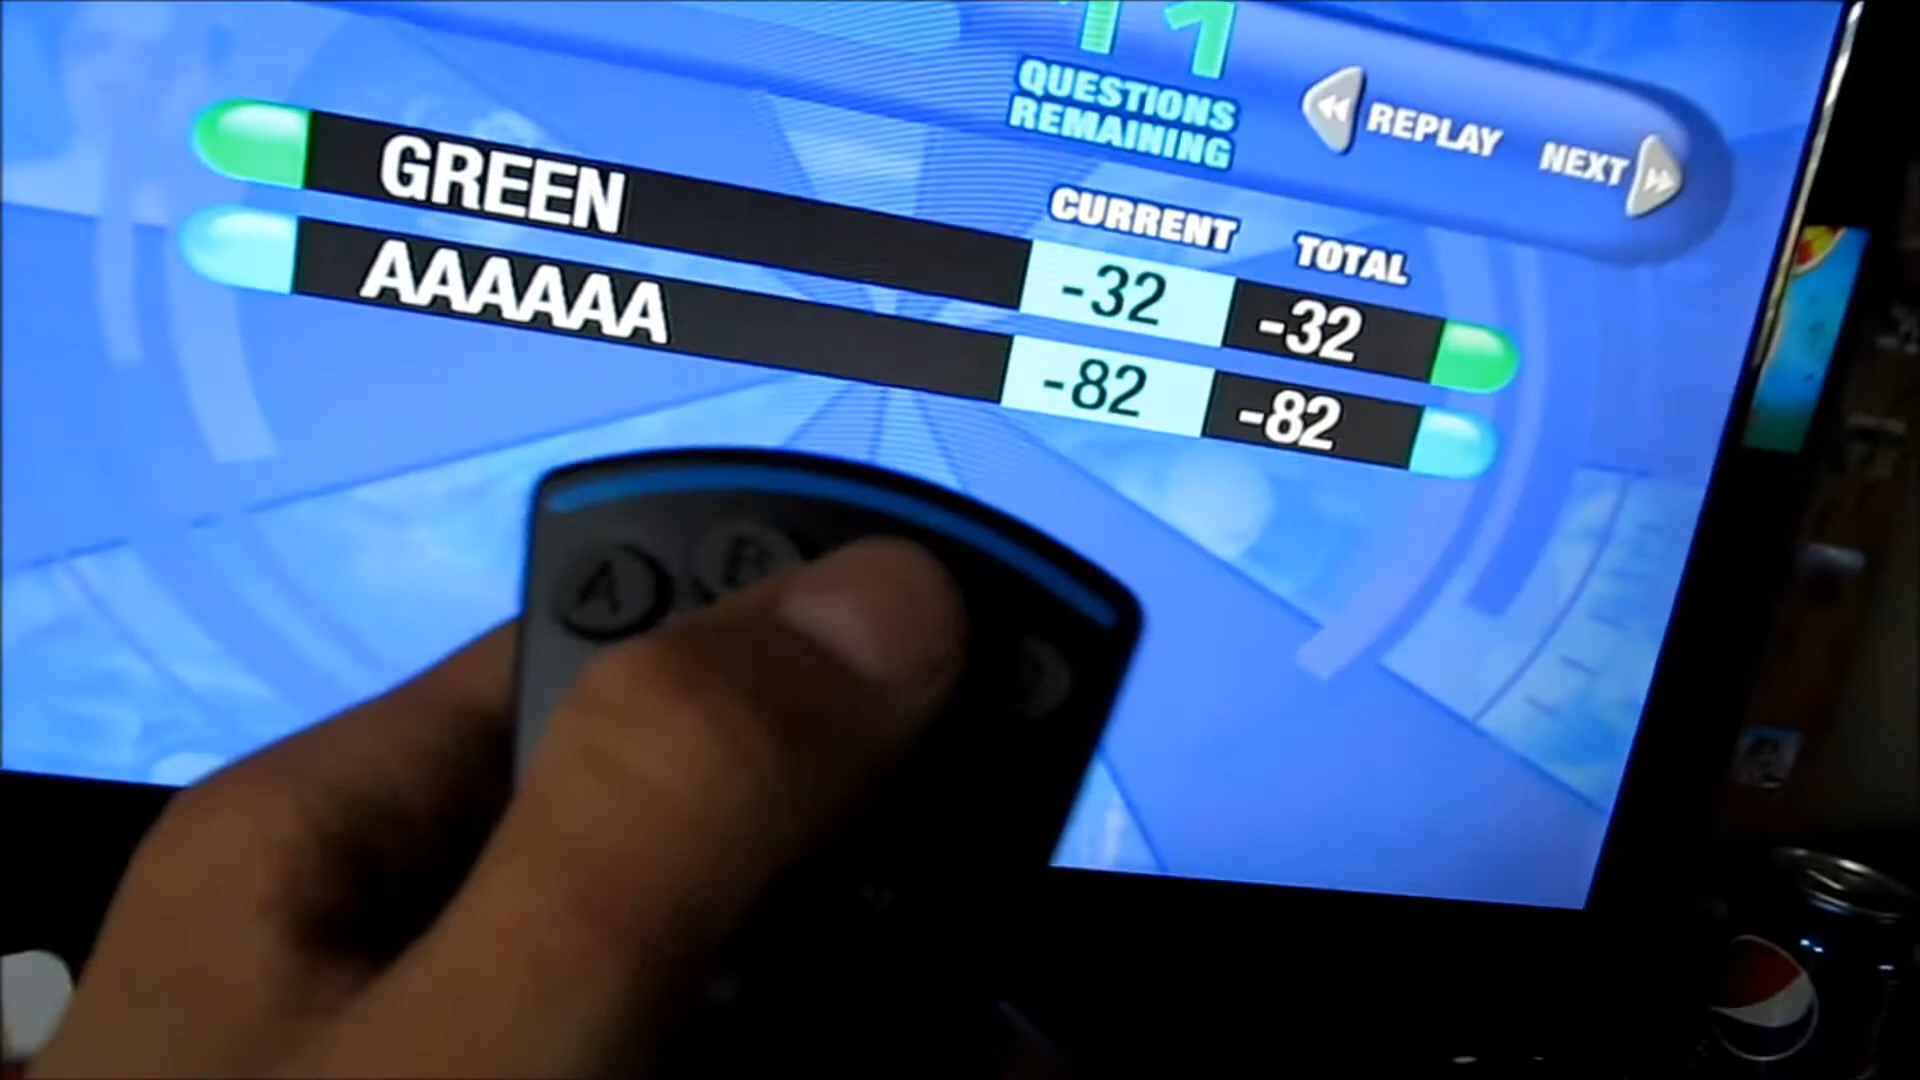 11
QUESTIONS
REMAINING
REPLAY NEXT
CURRENT TOTAL
GREEN -32 -32
AAAAAA -82 -82
A B
D